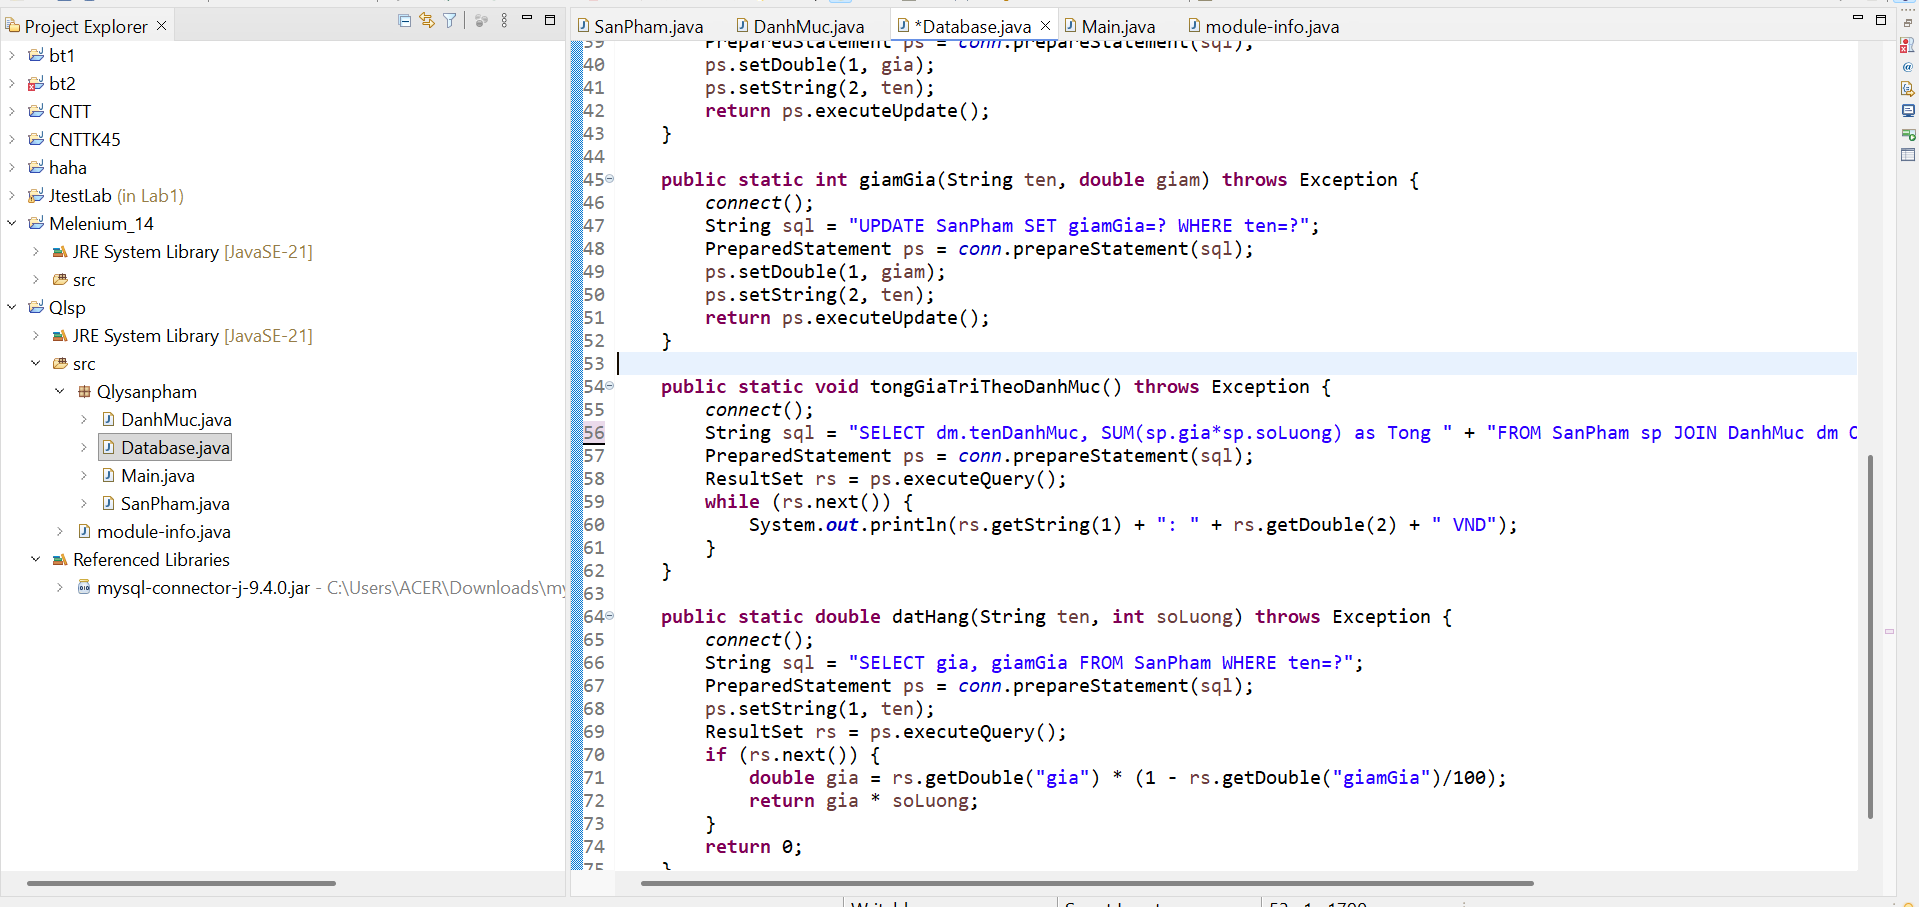 Project Explorer
bt1
bt2
CNTT
CNTTK45
haha
JtestLab (in Lab1)
Melenium_14
JRE System Library [JavaSE-21]
src
Qlsp
JRE System Library [JavaSE-21]
src
Qlysanpham
DanhMuc.java
Database.java
Main.java
SanPham.java
module-info.java
Referenced Libraries
mysql-connector-j-9.4.0.jar - C:\Users\ACER\Downloads\my
SanPham.java DanhMuc.java *Database.java Main.java module-info.java
39 PreparedStatement ps = conn.prepareStatement(sql);
40 ps.setDouble(1, gia);
41 ps.setString(2, ten);
42 return ps.executeUpdate();
43 }
44
45 public static int giamGia(String ten, double giam) throws Exception {
46 connect();
47 String sql = "UPDATE SanPham SET giamGia=? WHERE ten=?";
48 PreparedStatement ps = conn.prepareStatement(sql);
49 ps.setDouble(1, giam);
50 ps.setString(2, ten);
51 return ps.executeUpdate();
52 }
53
54 public static void tongGiaTriTheoDanhMuc() throws Exception {
55 connect();
56 String sql = "SELECT dm.tenDanhMuc, SUM(sp.gia*sp.soLuong) as Tong " + "FROM SanPham sp JOIN DanhMuc dm O
57 PreparedStatement ps = conn.prepareStatement(sql);
58 ResultSet rs = ps.executeQuery();
59 while (rs.next()) {
60 System.out.println(rs.getString(1) + ": " + rs.getDouble(2) + " VND");
61 }
62 }
63
64 public static double datHang(String ten, int soLuong) throws Exception {
65 connect();
66 String sql = "SELECT gia, giamGia FROM SanPham WHERE ten=?";
67 PreparedStatement ps = conn.prepareStatement(sql);
68 ps.setString(1, ten);
69 ResultSet rs = ps.executeQuery();
70 if (rs.next()) {
71 double gia = rs.getDouble("gia") * (1 - rs.getDouble("giamGia")/100);
72 return gia * soLuong;
73 }
74 return 0;
75 }